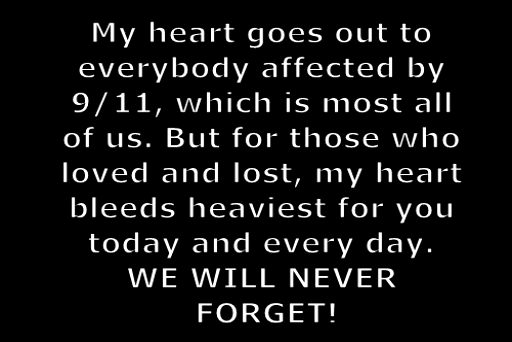 My heart goes out to
everybody affected by
9/11, which is most all
of us. But for those who
loved and lost, my heart
bleeds heaviest for you
today and every day.
WE WILL NEVER
FORGET!